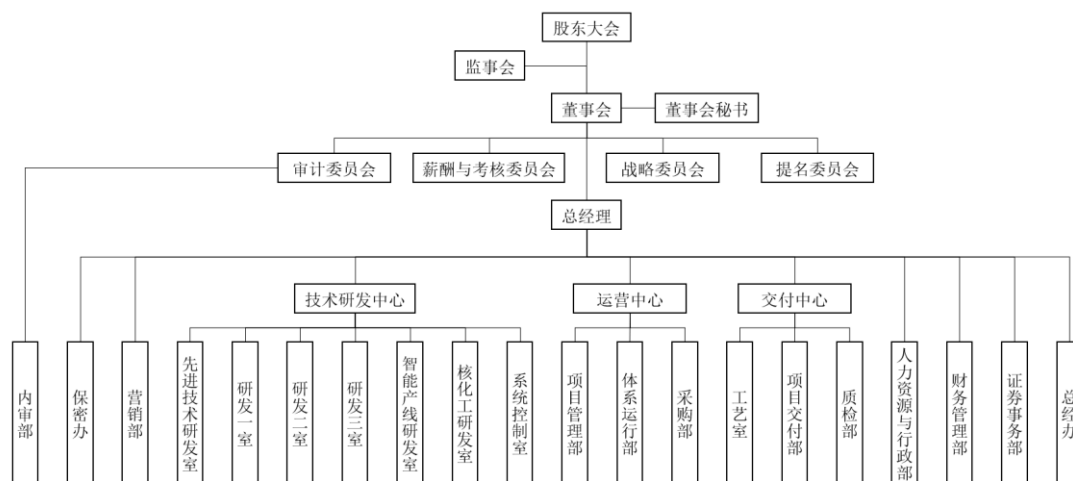 股东大会
监事会
董事会
董事会秘书
审计委员会
薪酬与考核委员会
战略委员会
提名委员会
总经理
技术研发中心
运营中心
交付中心
内审部
保密办
营销部
先进技术研发室
研发一室
研发二室
研发三室
智能产线研发室
核化工研发室
系统控制室
项目管理部
体系运行部
采购部
工艺室
项目交付部
质检部
人力资源与行政部
财务管理部
证券事务部
总经办